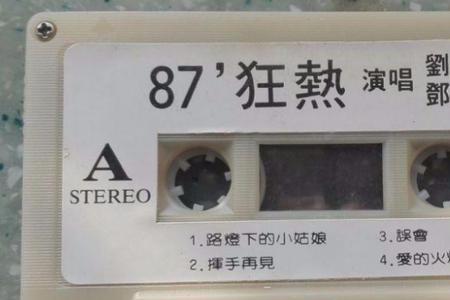 87'狂熱 演唱 劉
鄧
A
STEREO
1.路燈下的小姑娘 3.誤會
2.揮手再見 4.愛的火